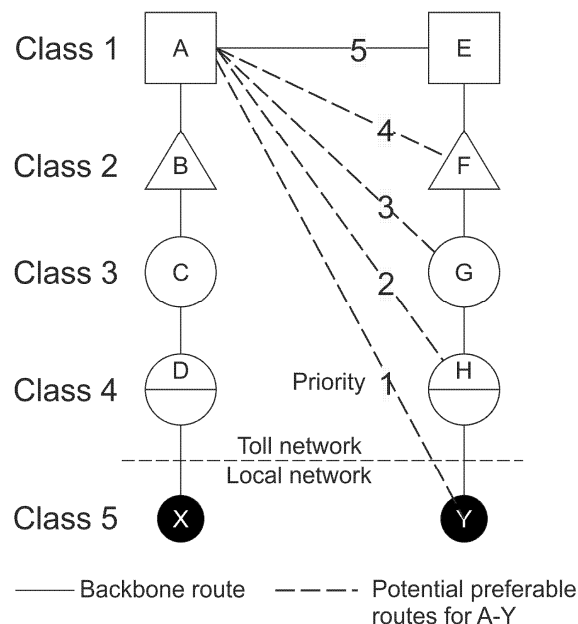 Class 1 A 5 E
4
Class 2 B F
3
Class 3 C G
2
D H
Class 4 Priority 1
Toll network
Local network
Class 5 X Y
Backbone route Potential preferable
routes for A-Y